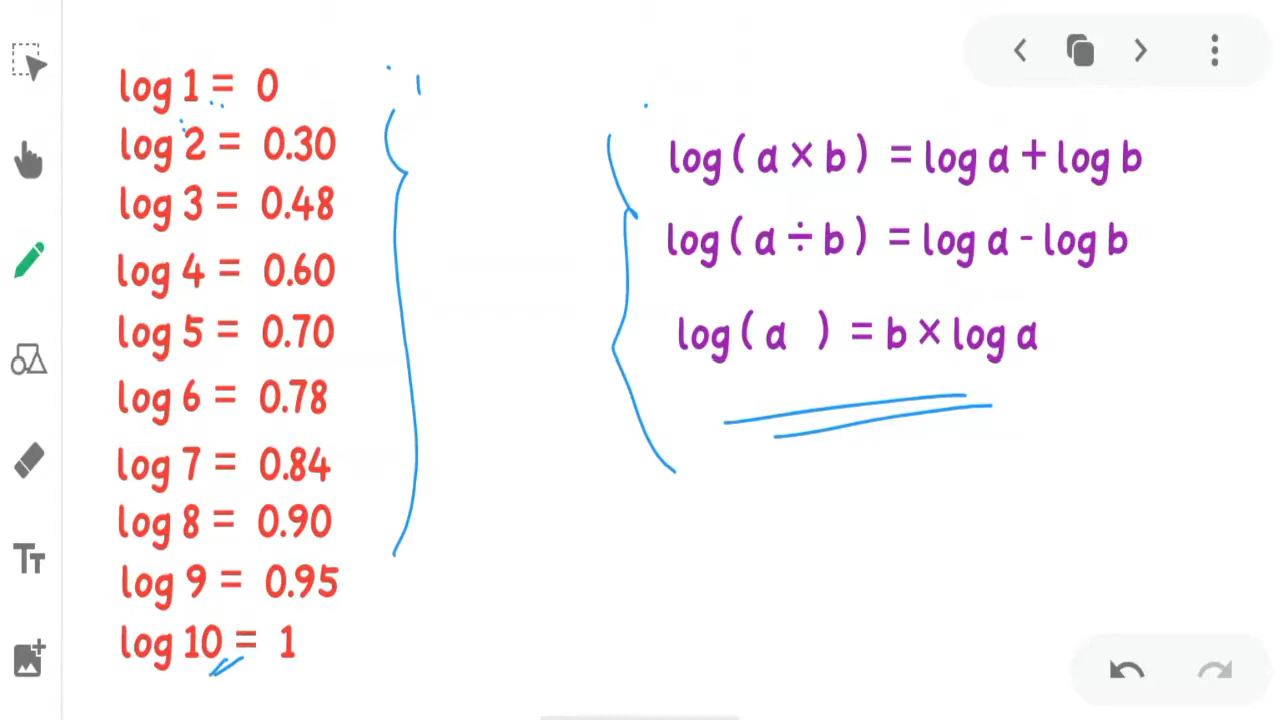 log 1 = 0
log 2 = 0.30
log 3 = 0.48
log 4 = 0.60
log 5 = 0.70
log 6 = 0.78
log 7 = 0.84
log 8 = 0.90
log 9 = 0.95
log 10 = 1
log ( a × b ) = log a + log b
log ( a ÷ b ) = log a - log b
log ( a ) = b × log a
TT